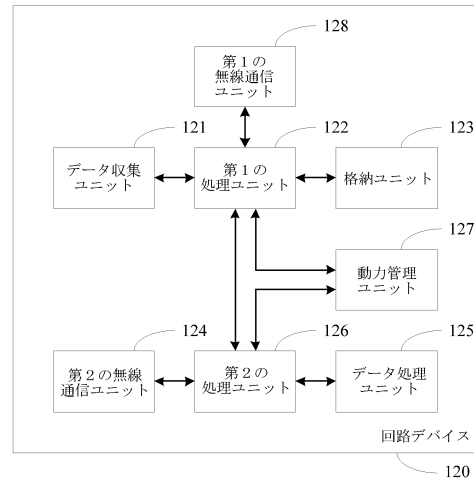 128
第1の
無線通信
ユニット
121
122
123
データ収集
ユニット
第1の
処理ユニット
格納ユニット
127
動力管理
ユニット
124
126
125
第2の無線
通信ユニット
第2の
処理ユニット
データ処理
ユニット
回路デバイス
120